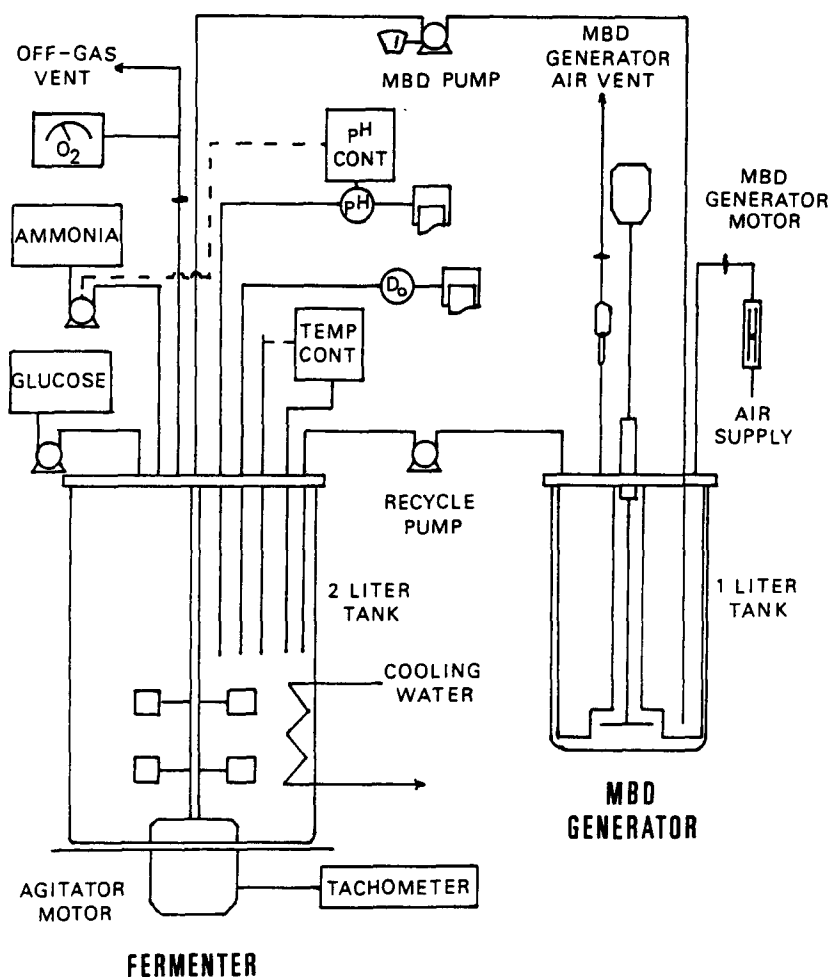 OFF-GAS
VENT
O2
AMMONIA
GLUCOSE
MBD PUMP
pH
CONT
pH
Do
TEMP
CONT
MBD
GENERATOR
AIR VENT
MBD
GENERATOR
MOTOR
AIR
SUPPLY
RECYCLE
PUMP
2 LITER
TANK
1 LITER
TANK
COOLING
WATER
MBD
GENERATOR
AGITATOR
MOTOR
TACHOMETER
FERMENTER